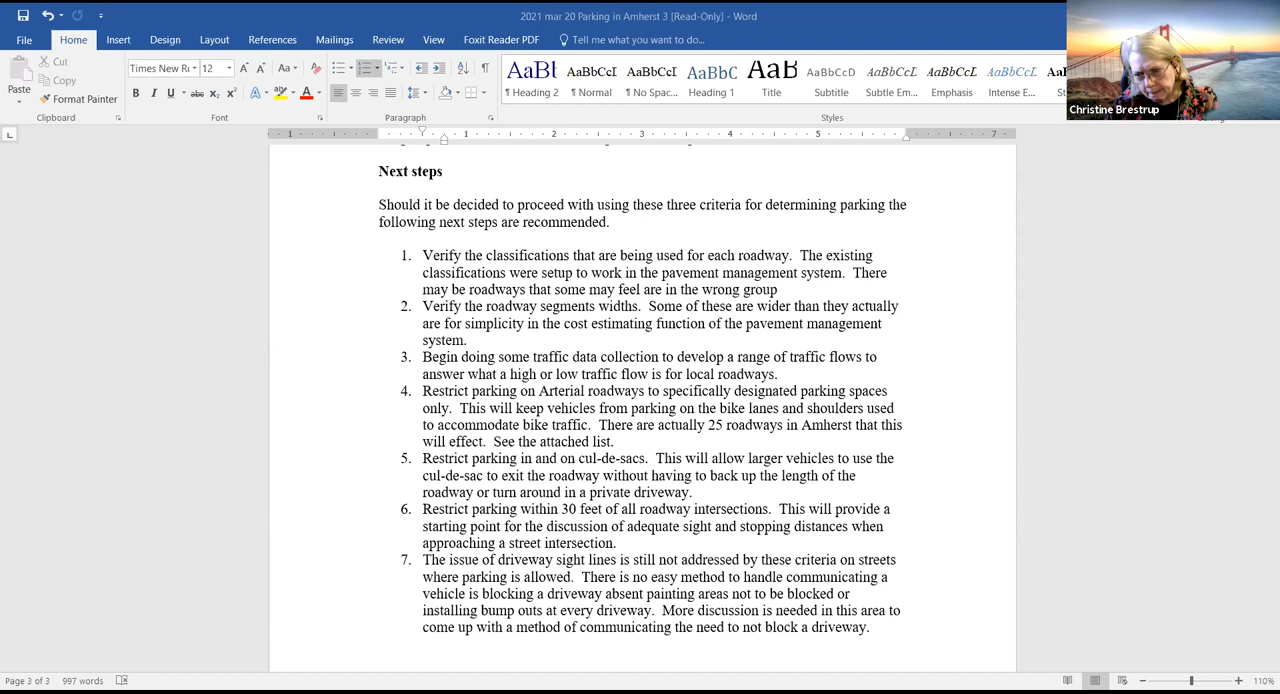 2021 mar 20 Parking in Amherst 3 [Read-Only] - Word
File Home Insert Design Layout References Mailings Review View Foxit Reader PDF Tell me what you want to do...
Paste
Cut
Copy
Format Painter
Clipboard
Times New Ro 12
Font
Paragraph
AaBb AaBbCcI AaBbCcI AaBbC AaB AaBbCcD AaBbCcL AaBbCcL AaBbCcL
¶ Heading 2 ¶ Normal ¶ No Spac... Heading 1 Title Subtitle Subtle Em... Emphasis Intense E...
Styles
Christine Brestrup
1 1 2 3 4 5 7
Next steps
Should it be decided to proceed with using these three criteria for determining parking the
following next steps are recommended.
1. Verify the classifications that are being used for each roadway. The existing
classifications were setup to work in the pavement management system. There
may be roadways that some may feel are in the wrong group
2. Verify the roadway segments widths. Some of these are wider than they actually
are for simplicity in the cost estimating function of the pavement management
system.
3. Begin doing some traffic data collection to develop a range of traffic flows to
answer what a high or low traffic flow is for local roadways.
4. Restrict parking on Arterial roadways to specifically designated parking spaces
only. This will keep vehicles from parking on the bike lanes and shoulders used
to accommodate bike traffic. There are actually 25 roadways in Amherst that this
will effect. See the attached list.
5. Restrict parking in and on cul-de-sacs. This will allow larger vehicles to use the
cul-de-sac to exit the roadway without having to back up the length of the
roadway or turn around in a private driveway.
6. Restrict parking within 30 feet of all roadway intersections. This will provide a
starting point for the discussion of adequate sight and stopping distances when
approaching a street intersection.
7. The issue of driveway sight lines is still not addressed by these criteria on streets
where parking is allowed. There is no easy method to handle communicating a
vehicle is blocking a driveway absent painting areas not to be blocked or
installing bump outs at every driveway. More discussion is needed in this area to
come up with a method of communicating the need to not block a driveway.
Page 3 of 3 997 words 110%